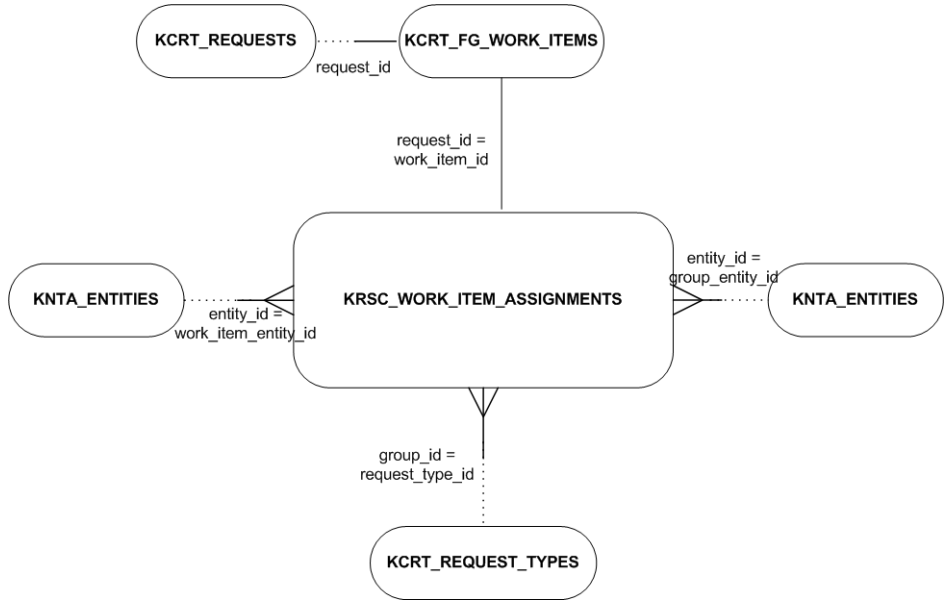 KCRT_REQUESTS
KCRT_FG_WORK_ITEMS
request_id
request_id =
work_item_id
KNTA_ENTITIES
entity_id =
work_item_entity_id
KRSC_WORK_ITEM_ASSIGNMENTS
entity_id =
group_entity_id
KNTA_ENTITIES
group_id =
request_type_id
KCRT_REQUEST_TYPES